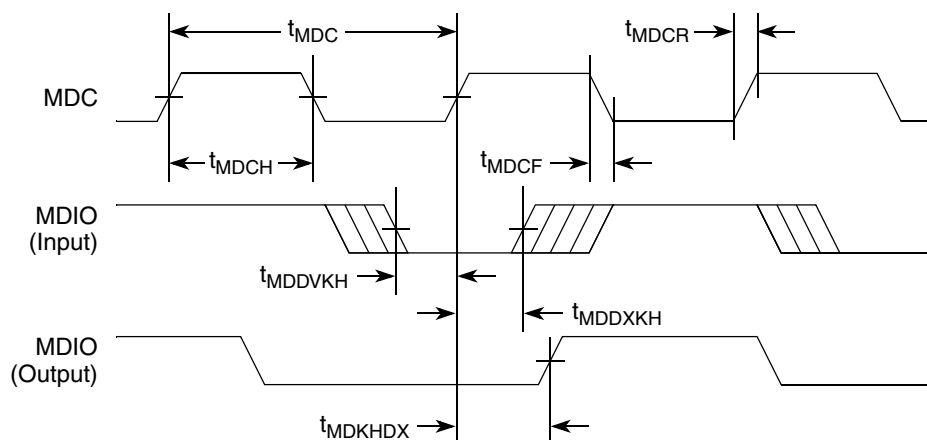 tMDC
tMDCR
MDC
tMDCH
tMDCF
MDIO
(Input)
tMDDVKH
tMDDXKH
MDIO
(Output)
tMDKHDX